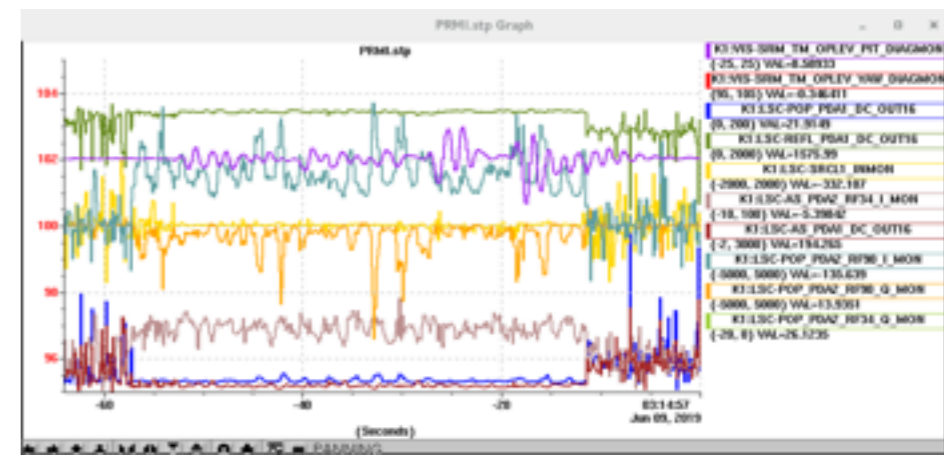 PRMI.stp Graph
PRMI.stp
104
102
100
98
96
-60
-40
-20
03:14:57
Jun 09, 2019
(Seconds)
K1:VIS-SRM_TM_OPLEV_PIT_DIAGMON
(-25, 25) VAL=
K1:VIS-SRM_TM_OPLEV_YAW_DIAGMON
(95, 105) VAL=-0.346411
K1:LSC-POP_PDA1_DC_OUT16
(0, 200) VAL=21.9149
K1:LSC-REFL_PDA1_DC_OUT16
(0, 2000) VAL=1575.99
K1:LSC-SRCL1_INMON
(-2000, 2000) VAL=-332.187
K1:LSC-AS_PDA2_RF34_I_MON
(-10, 100) VAL=-5.39842
K1:LSC-AS_PDA1_DC_OUT16
(-2, 3000) VAL=194.265
K1:LSC-POP_PDA2_RF90_I_MON
(-5000, 5000) VAL=-135.639
K1:LSC-POP_PDA2_RF90_Q_MON
(-5000, 5000) VAL=13.9351
K1:LSC-POP_PDA2_RF34_Q_MON
(-20, 0) VAL=26.1235
PANNING